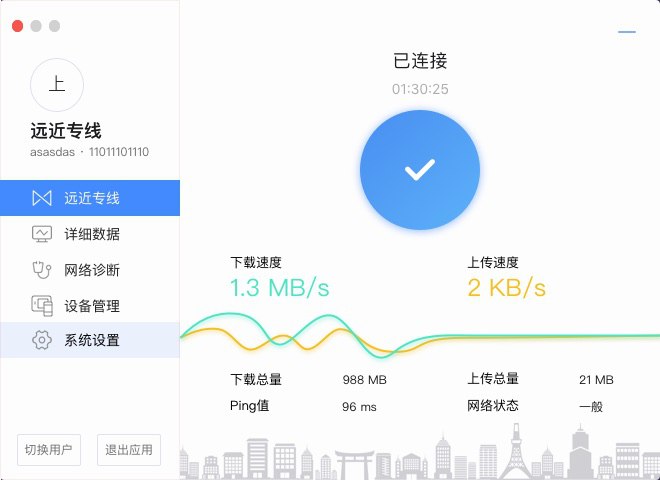 上
远近专线
asasdas · 11011101110
远近专线
详细数据
网络诊断
设备管理
系统设置
切换用户
退出应用
已连接
01:30:25
下载速度
1.3 MB/s
上传速度
2 KB/s
下载总量 988 MB
上传总量 21 MB
Ping值 96 ms
网络状态 一般